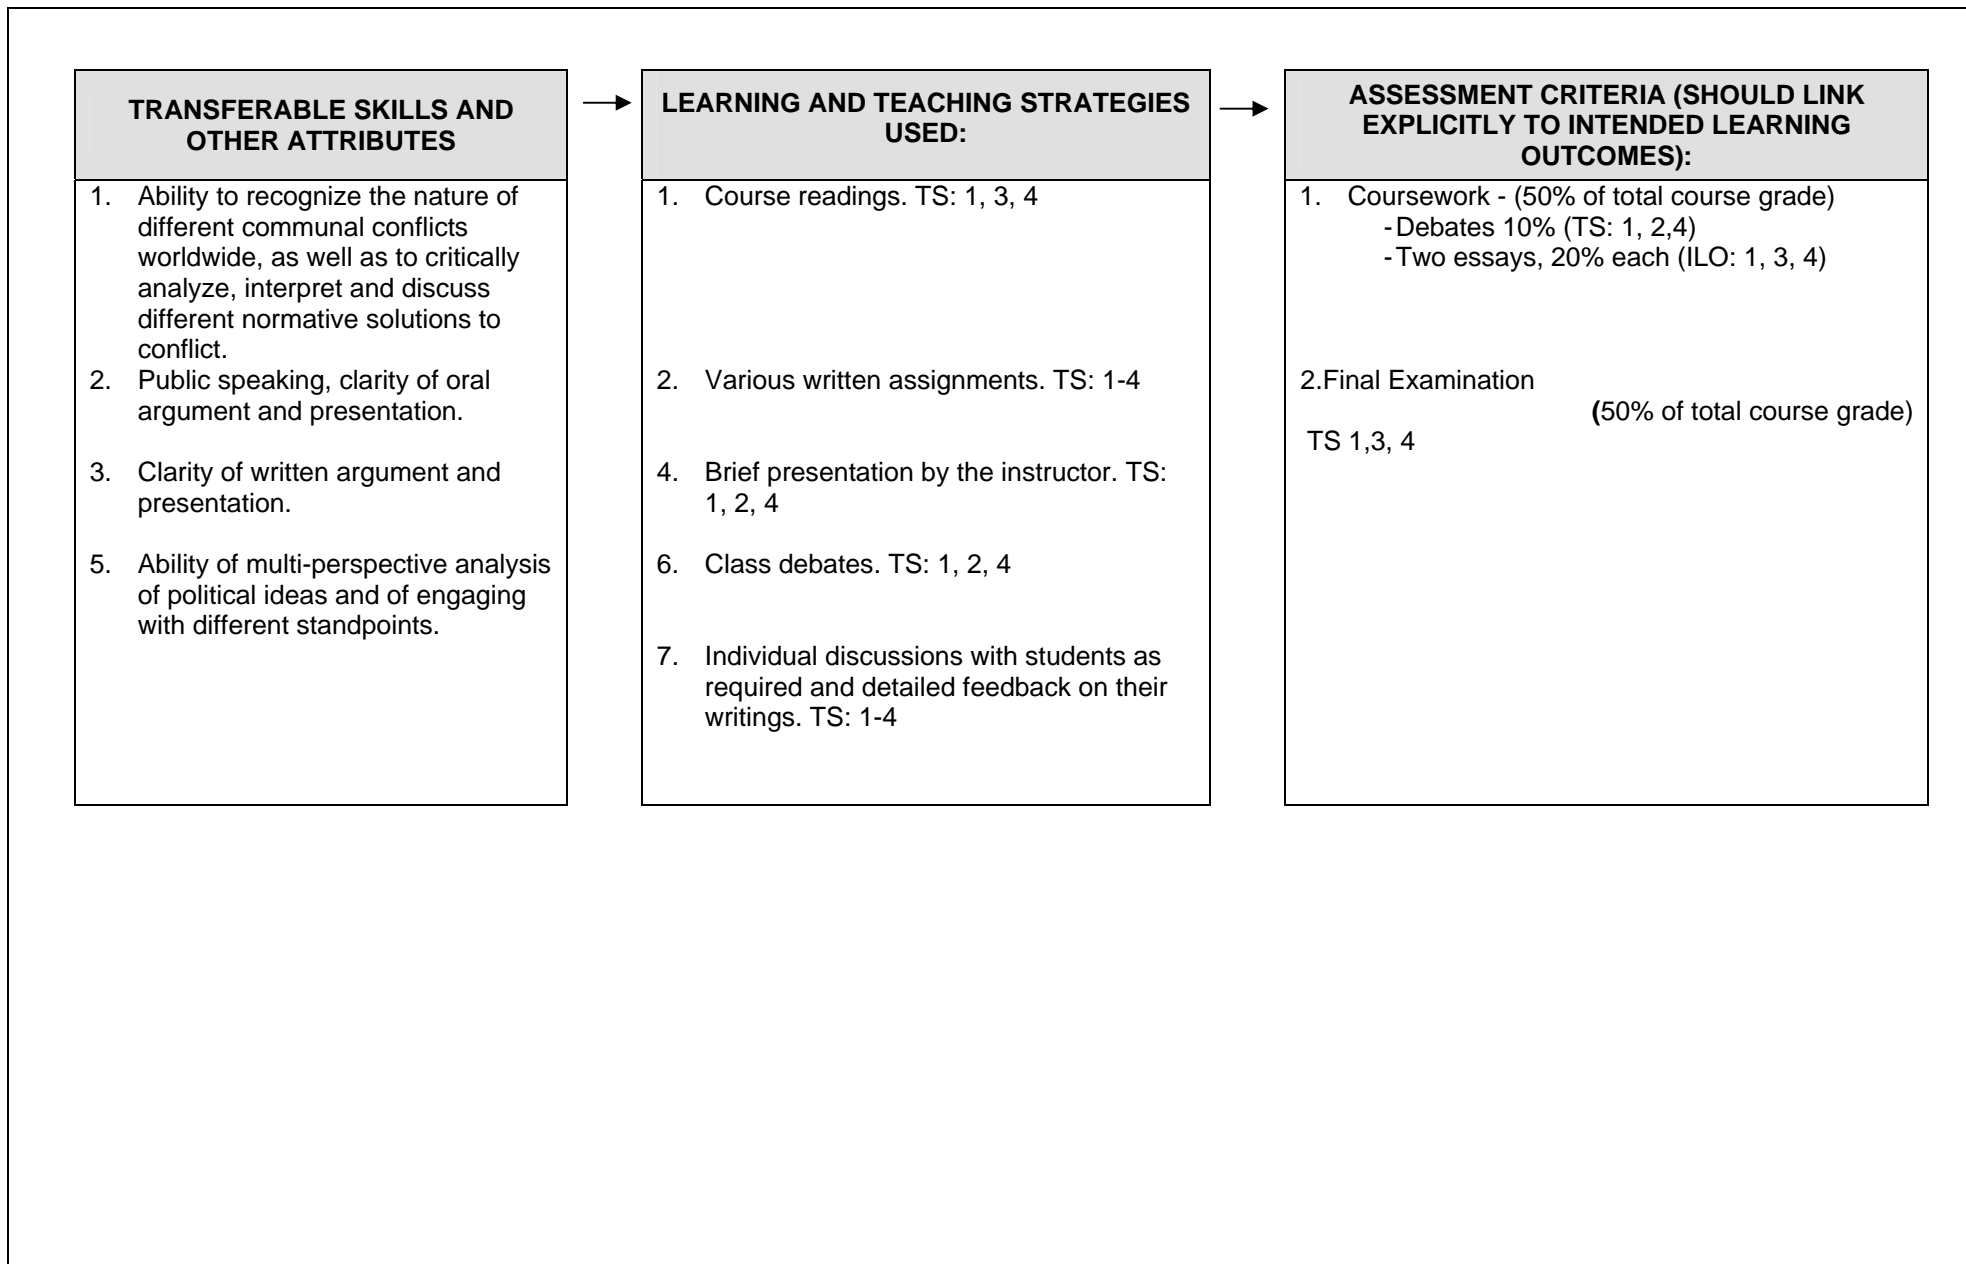 TRANSFERABLE SKILLS AND
OTHER ATTRIBUTES
1. Ability to recognize the nature of
different communal conflicts
worldwide, as well as to critically
analyze, interpret and discuss
different normative solutions to
conflict.
2. Public speaking, clarity of oral
argument and presentation.
3. Clarity of written argument and
presentation.
5. Ability of multi-perspective analysis
of political ideas and of engaging
with different standpoints.
LEARNING AND TEACHING STRATEGIES
USED:
1. Course readings. TS: 1, 3, 4
2. Various written assignments. TS: 1-4
4. Brief presentation by the instructor. TS:
1, 2, 4
6. Class debates. TS: 1, 2, 4
7. Individual discussions with students as
required and detailed feedback on their
writings. TS: 1-4
ASSESSMENT CRITERIA (SHOULD LINK
EXPLICITLY TO INTENDED LEARNING
OUTCOMES):
1. Coursework - (50% of total course grade)
- Debates 10% (TS: 1, 2,4)
- Two essays, 20% each (ILO: 1, 3, 4)
2.Final Examination
(50% of total course grade)
TS 1,3, 4